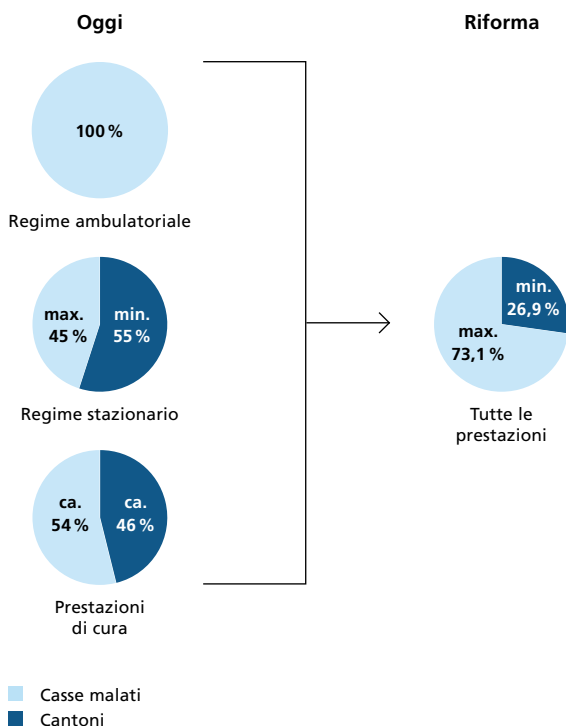 Oggi
Riforma
100 %
Regime ambulatoriale
max.
45 %
min.
55 %
Regime stazionario
min.
26,9 %
max.
73,1 %
Tutte le
prestazioni
ca.
54 %
ca.
46 %
Prestazioni
di cura
Casse malati
Cantoni